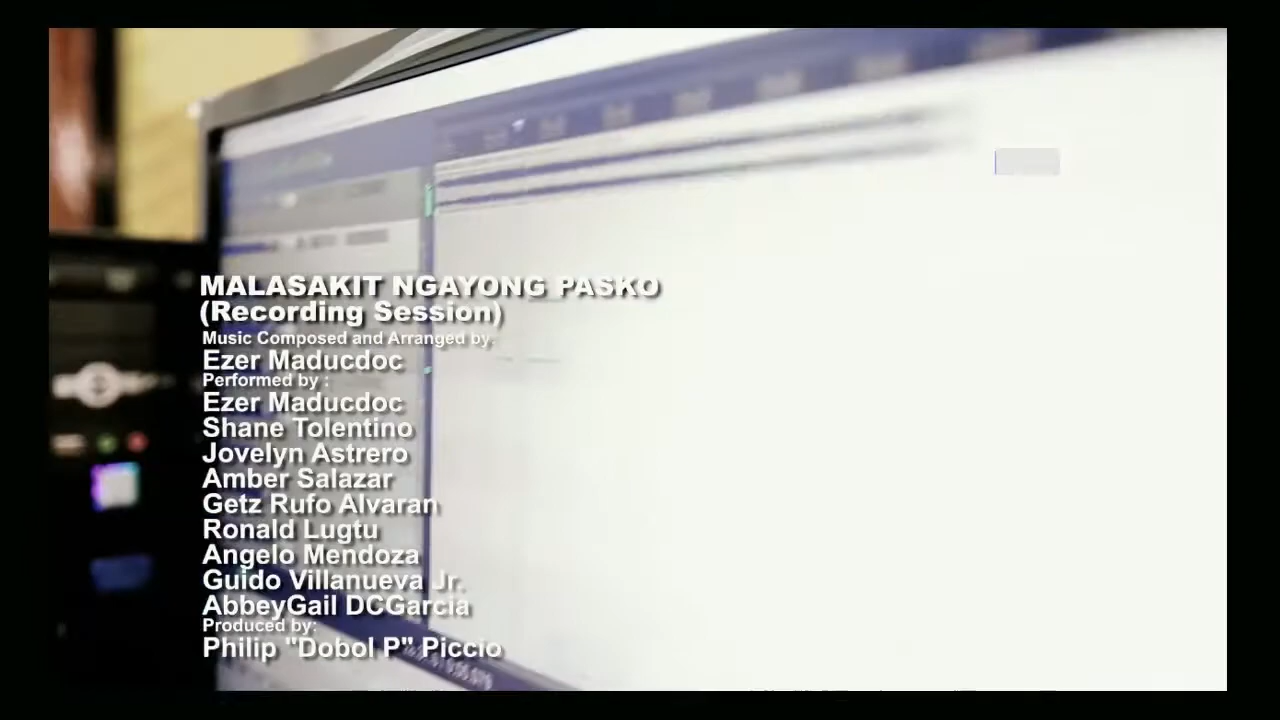 MALASAKIT NGAYONG PASKO
(Recording Session)
Music Composed and Arranged by:
Ezer Maducdoc
Performed by :
Ezer Maducdoc
Shane Tolentino
Jovelyn Astrero
Amber Salazar
Getz Rufo Alvaran
Ronald Lugtu
Angelo Mendoza
Guido Villanueva Jr.
AbbeyGail DCGarcia
Produced by:
Philip "Dobol P" Piccio